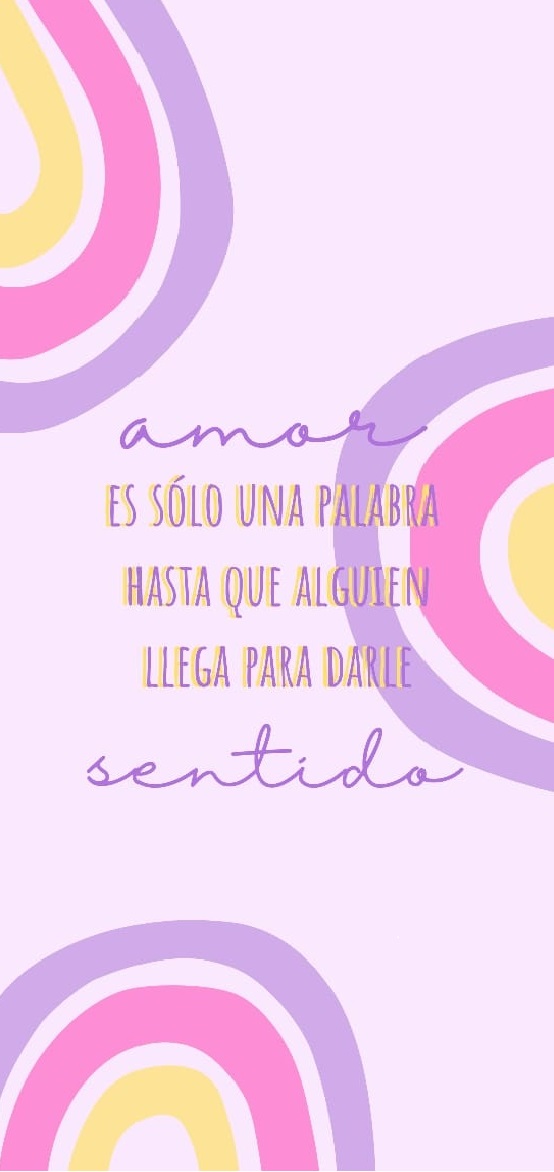 amor
ES SÓLO UNA PALABRA
HASTA QUE ALGUIEN
LLEGA PARA DARLE
sentido